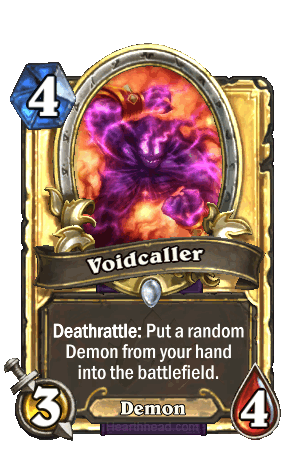 4
Voidcaller
Deathrattle: Put a random
Demon from your hand
into the battlefield.
3
Demon
4
Hearthhead.com